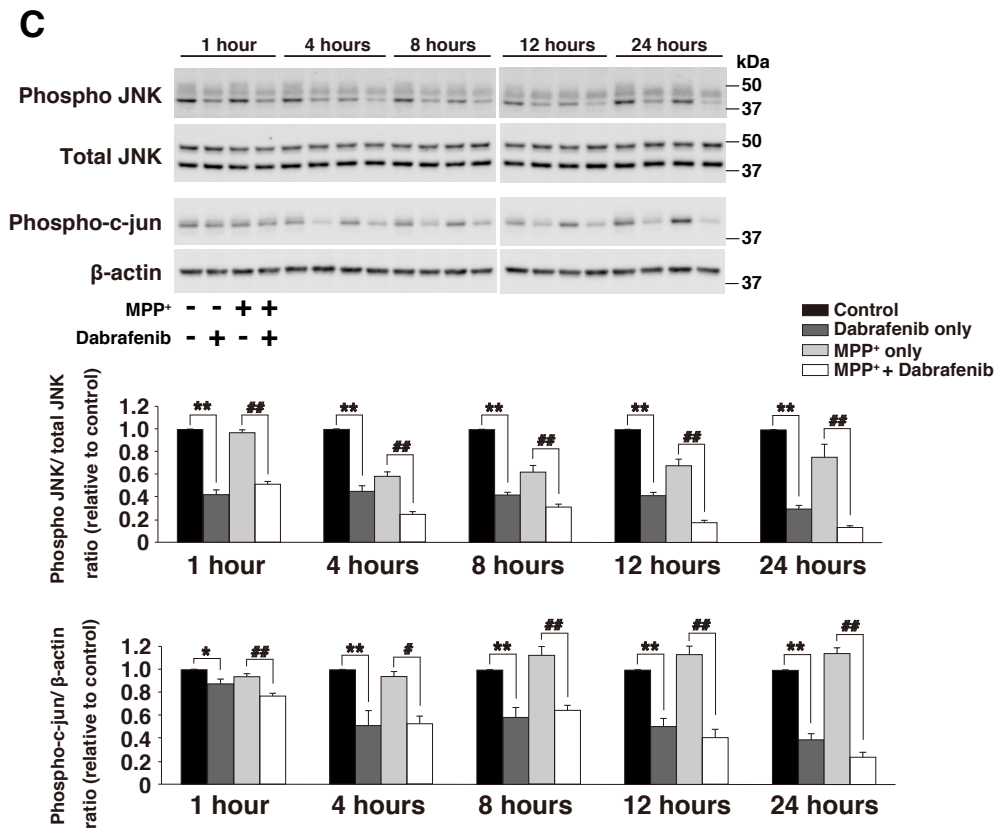 C
1 hour 4 hours 8 hours 12 hours 24 hours
kDa
Phospho JNK
50
37
Total JNK
50
37
Phospho-c-jun
37
β-actin
37
MPP+ - - + +
Dabrafenib - + - +
Control
Dabrafenib only
MPP+ only
MPP+ + Dabrafenib
Phospho JNK/ total JNK
ratio (relative to control)
1.2
1.0
0.8
0.6
0.4
0.2
0
** ## ** ## ** ## ** ## ** ##
1 hour 4 hours 8 hours 12 hours 24 hours
Phospho-c-jun/ β-actin
ratio (relative to control)
1.2
1.0
0.8
0.6
0.4
0.2
0
* ## ** # ** ## ** ## ** ##
1 hour 4 hours 8 hours 12 hours 24 hours